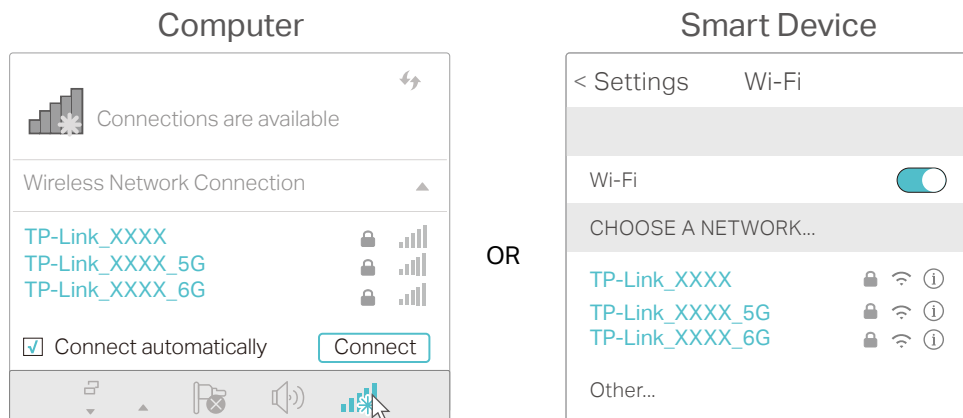 Computer
Connections are available
Wireless Network Connection
TP-Link_XXXX
TP-Link_XXXX_5G
TP-Link_XXXX_6G
Connect automatically
Connect
OR
Smart Device
< Settings Wi-Fi
Wi-Fi
CHOOSE A NETWORK...
TP-Link_XXXX
TP-Link_XXXX_5G
TP-Link_XXXX_6G
Other...